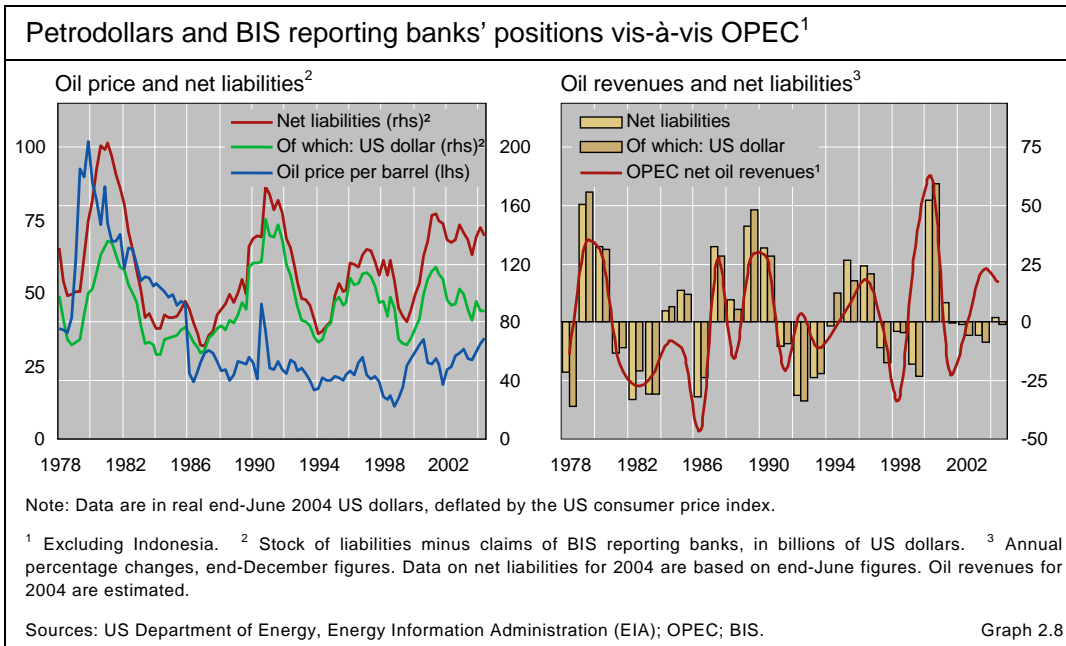 Petrodollars and BIS reporting banks’ positions vis-à-vis OPEC¹
Oil price and net liabilities²
Net liabilities (rhs)²
Of which: US dollar (rhs)²
Oil price per barrel (lhs)
100
75
50
25
0
200
160
120
80
40
0
1978 1982 1986 1990 1994 1998 2002
Oil revenues and net liabilities³
Net liabilities
Of which: US dollar
OPEC net oil revenues¹
75
50
25
0
-25
-50
1978 1982 1986 1990 1994 1998 2002
Note: Data are in real end-June 2004 US dollars, deflated by the US consumer price index.
¹ Excluding Indonesia. ² Stock of liabilities minus claims of BIS reporting banks, in billions of US dollars. ³ Annual
percentage changes, end-December figures. Data on net liabilities for 2004 are based on end-June figures. Oil revenues for
2004 are estimated.
Sources: US Department of Energy, Energy Information Administration (EIA); OPEC; BIS. Graph 2.8